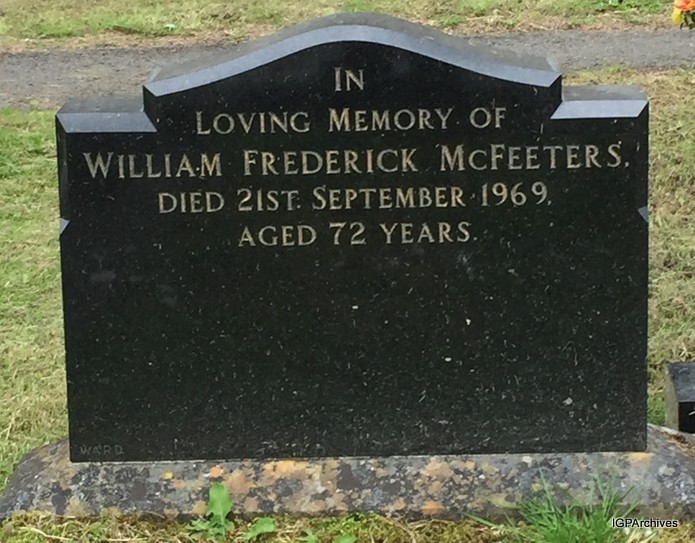 IN
LOVING MEMORY OF
WILLIAM FREDERICK MCFEETERS,
DIED 21ST. SEPTEMBER 1969,
AGED 72 YEARS.
WARD
IGPArchives